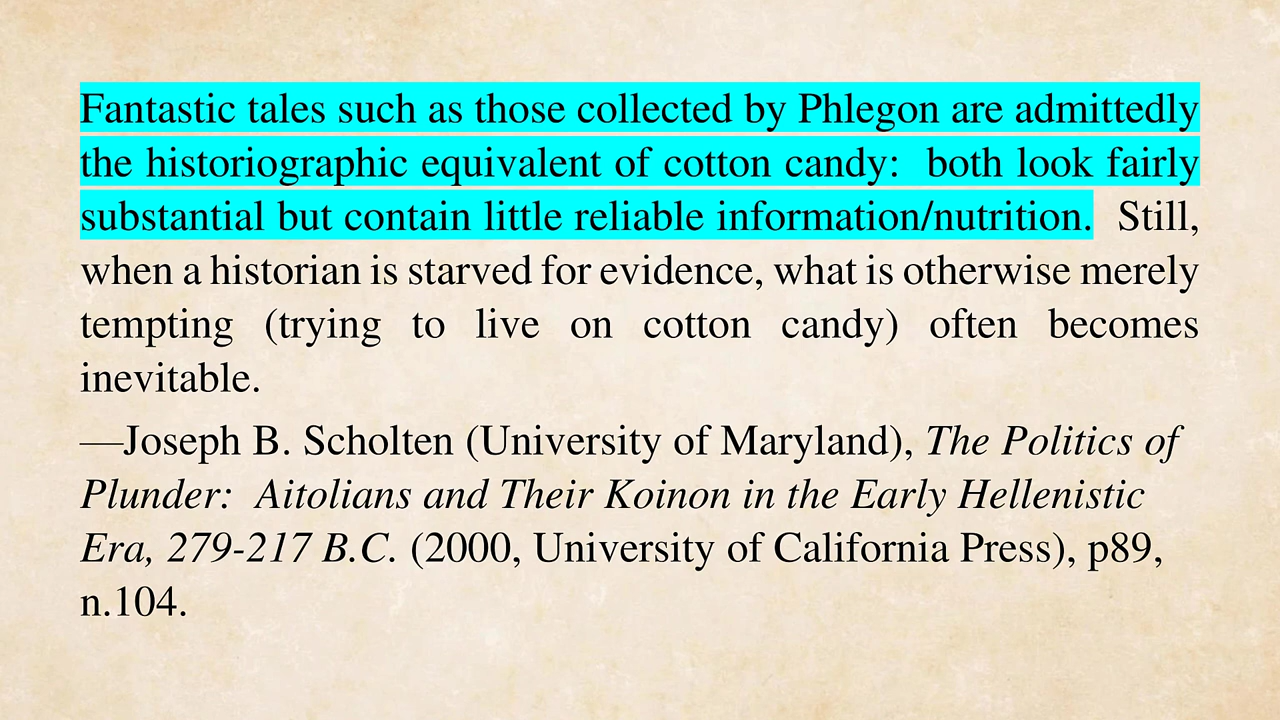 Fantastic tales such as those collected by Phlegon are admittedly
the historiographic equivalent of cotton candy:  both look fairly
substantial but contain little reliable information/nutrition.  Still,
when a historian is starved for evidence, what is otherwise merely
tempting (trying to live on cotton candy) often becomes
inevitable.
—Joseph B. Scholten (University of Maryland), The Politics of
Plunder:  Aitolians and Their Koinon in the Early Hellenistic
Era, 279-217 B.C. (2000, University of California Press), p89,
n.104.